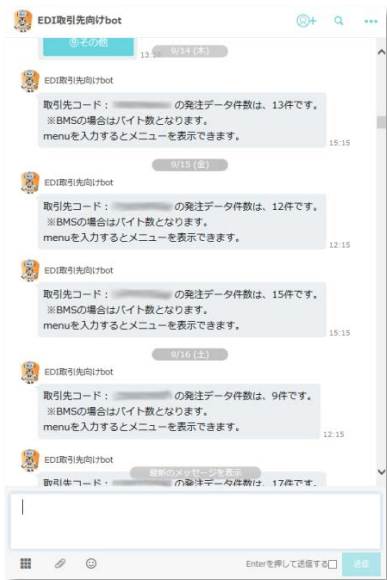 EDI取引先向けbot
⑨その他
13:
9/14 (木)
EDI取引先向けbot
取引先コード： の発注データ件数は、13件です。
※BMSの場合はバイト数となります。
menuを入力するとメニューを表示できます。
15:15
9/15 (金)
EDI取引先向けbot
取引先コード： の発注データ件数は、12件です。
※BMSの場合はバイト数となります。
menuを入力するとメニューを表示できます。
12:15
EDI取引先向けbot
取引先コード： の発注データ件数は、15件です。
※BMSの場合はバイト数となります。
menuを入力するとメニューを表示できます。
15:15
9/16 (土)
EDI取引先向けbot
取引先コード： の発注データ件数は、9件です。
※BMSの場合はバイト数となります。
menuを入力するとメニューを表示できます。
12:15
EDI取引先向けbot
最新のメッセージを表示
取引先コード： の発注データ件数は、17件です。
Enterを押して送信する
送信